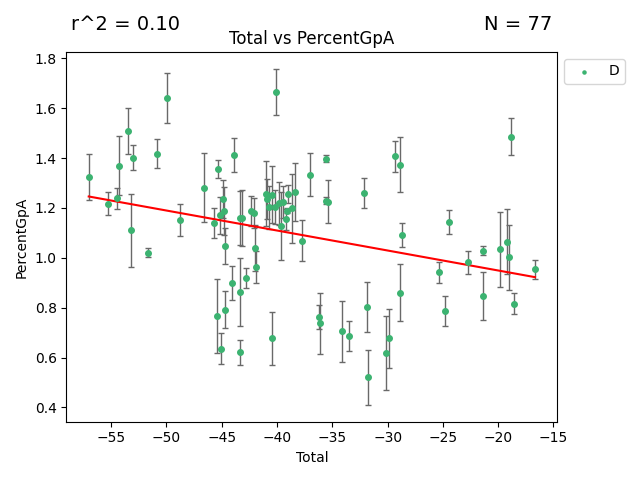 r^2 = 0.10
N = 77
Total vs PercentGpA
D
PercentGpA
1.8
1.6
1.4
1.2
1.0
0.8
0.6
0.4
−55 −50 −45 −40 −35 −30 −25 −20 −15
Total